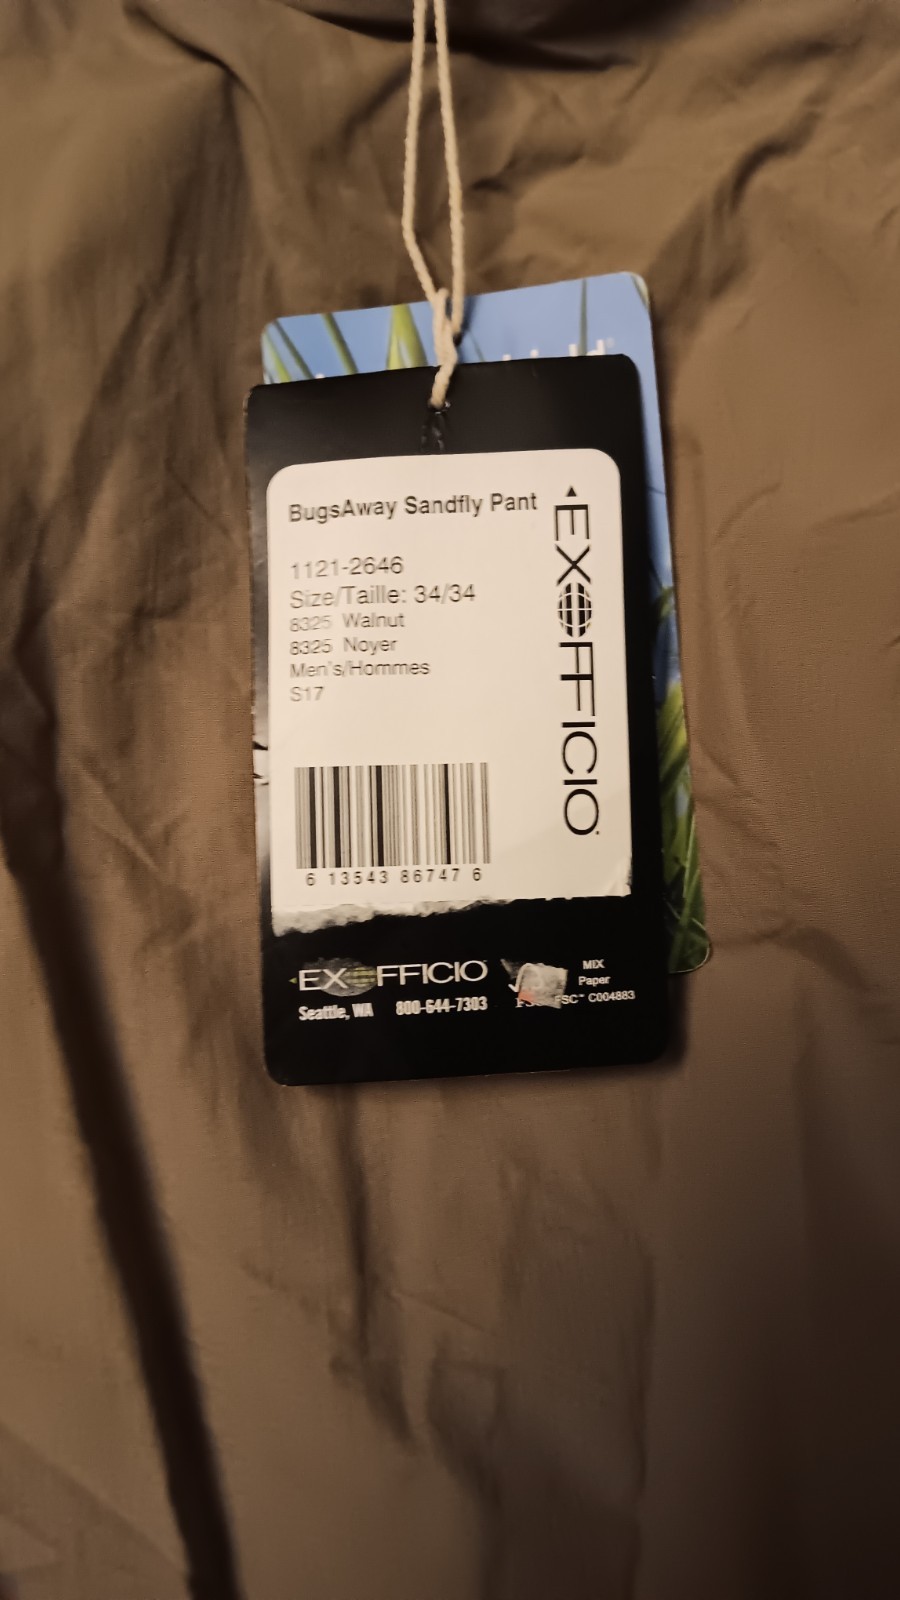 BugsAway Sandfly Pant
1121-2646
Size/Taille: 34/34
8325 Walnut
8325 Noyer
Men's/Hommes
S17
EXOFFICIO
6 13543 86747 6
EXOFFICIO
Seattle, WA 800-644-7303
MIX
Paper
FSC™ C004883